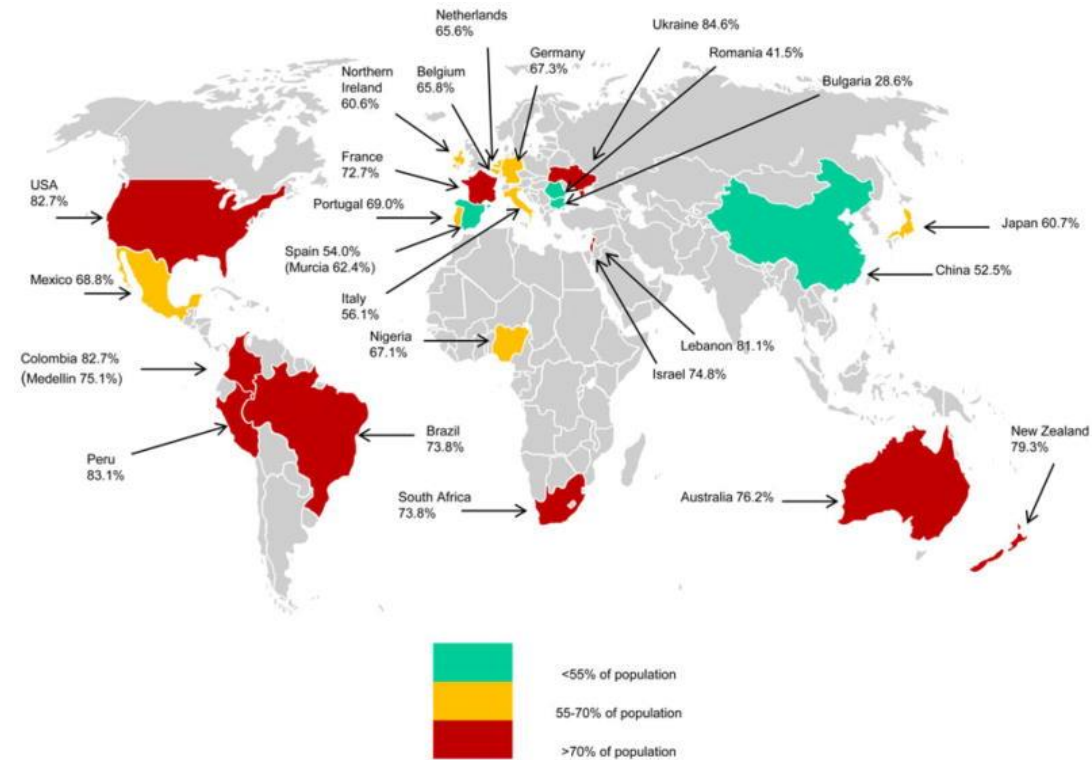 Netherlands
65.6%
Ukraine 84.6%
Romania 41.5%
Germany
67.3%
Bulgaria 28.6%
Northern
Ireland
60.6%
Belgium
65.8%
France
72.7%
USA
82.7%
Portugal 69.0%
Japan 60.7%
Spain 54.0%
(Murcia 62.4%)
China 52.5%
Mexico 68.8%
Italy
56.1%
Nigeria
67.1%
Lebanon 81.1%
Israel 74.8%
Colombia 82.7%
(Medellin 75.1%)
Brazil
73.8%
New Zealand
79.3%
Peru
83.1%
South Africa
73.8%
Australia 76.2%
<55% of population
55-70% of population
>70% of population